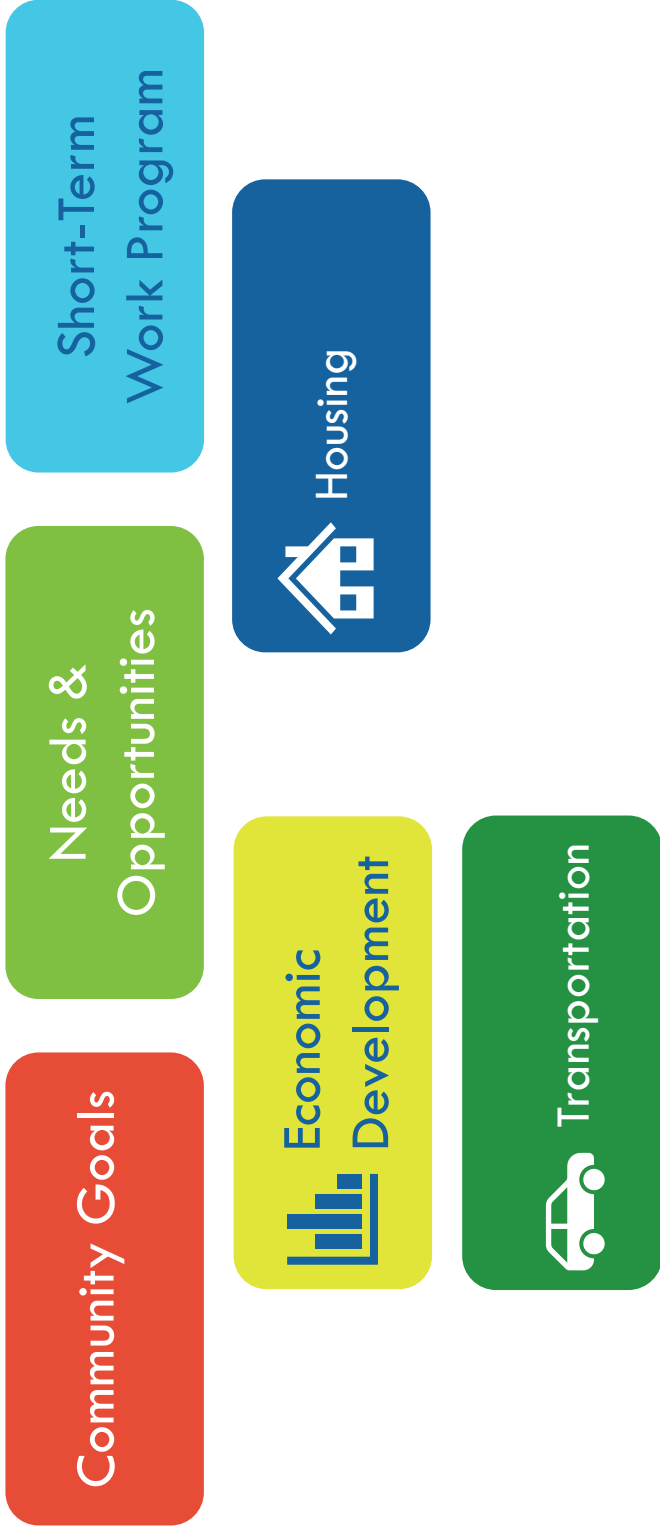 Community Goals
Needs &
Opportunities
Short-Term
Work Program
Economic
Development
Housing
Transportation